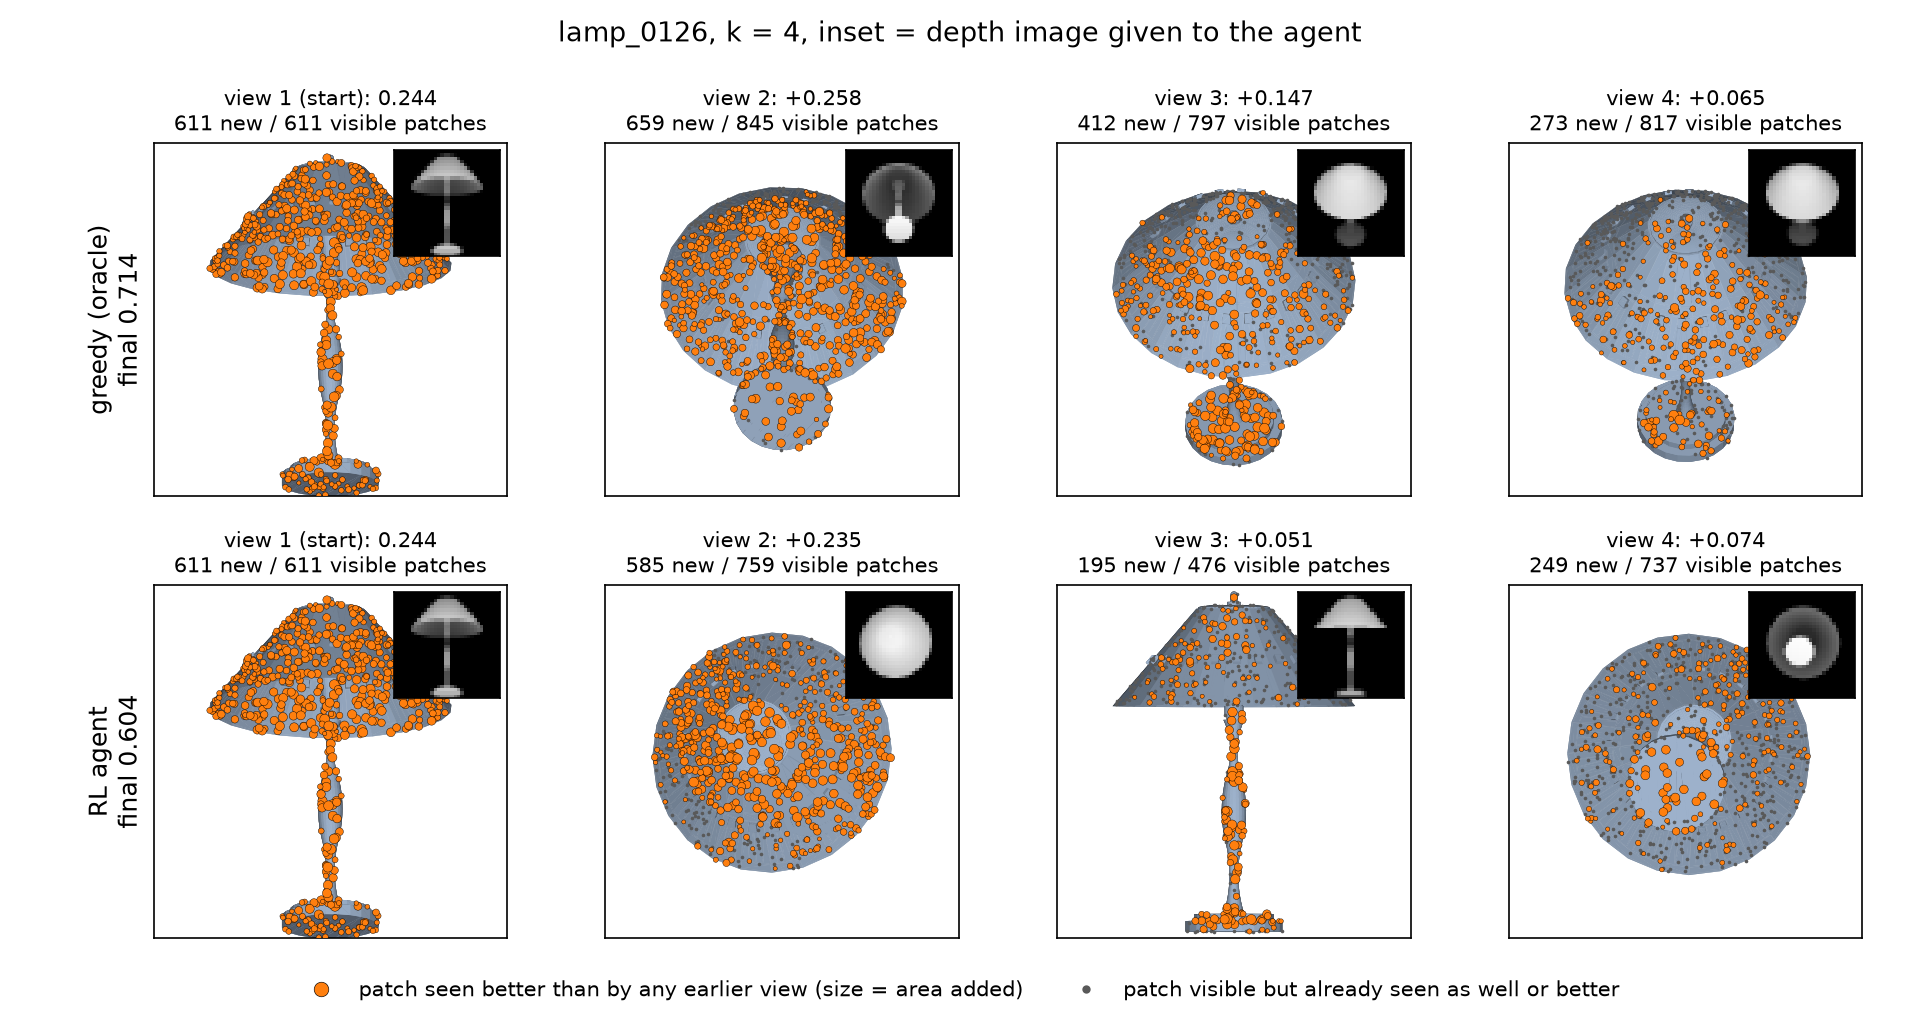 lamp_0126, k = 4, inset = depth image given to the agent
view 1 (start): 0.244
611 new / 611 visible patches
view 2: +0.258
659 new / 845 visible patches
view 3: +0.147
412 new / 797 visible patches
view 4: +0.065
273 new / 817 visible patches
greedy (oracle)
final 0.714
view 1 (start): 0.244
611 new / 611 visible patches
view 2: +0.235
585 new / 759 visible patches
view 3: +0.051
195 new / 476 visible patches
view 4: +0.074
249 new / 737 visible patches
RL agent
final 0.604
patch seen better than by any earlier view (size = area added)
patch visible but already seen as well or better